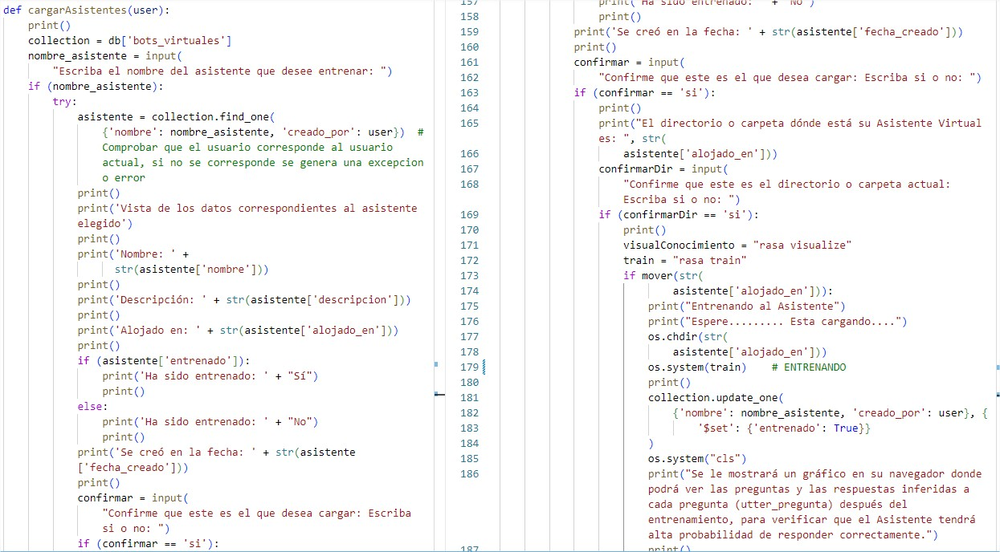 def cargarAsistentes(user):
print()
collection = db['bots_virtuales']
nombre_asistente = input(
"Escriba el nombre del asistente que desee entrenar: ")
if (nombre_asistente):
try:
asistente = collection.find_one(
{'nombre': nombre_asistente, 'creado_por': user})  #
Comprobar que el usuario corresponde al usuario
actual, si no se corresponde se genera una excepcion
o error
print()
print('Vista de los datos correspondientes al asistente
elegido')
print()
print('Nombre: ' +
str(asistente['nombre']))
print()
print('Descripción: ' + str(asistente['descripcion']))
print()
print('Alojado en: ' + str(asistente['alojado_en']))
print()
if (asistente['entrenado']):
print('Ha sido entrenado: ' + "Sí")
print()
else:
print('Ha sido entrenado: ' + "No")
print()
print('Se creó en la fecha: ' + str(asistente
['fecha_creado']))
print()
confirmar = input(
"Confirme que este es el que desea cargar: Escriba
si o no: ")
if (confirmar == 'si'):
157 print('Ha sido entrenado: ' + "No")
158 print()
159 print('Se creó en la fecha: ' + str(asistente['fecha_creado']))
160 print()
161 confirmar = input(
162 "Confirme que este es el que desea cargar: Escriba si o no: ")
163 if (confirmar == 'si'):
164 print()
165 print("El directorio o carpeta dónde está su Asistente Virtual
es: ", str(
166 asistente['alojado_en']))
167 confirmarDir = input(
168 "Confirme que este es el directorio o carpeta actual:
Escriba si o no: ")
169 if (confirmarDir == 'si'):
170 print()
171 visualConocimiento = "rasa visualize"
172 train = "rasa train"
173 if mover(str(
174 asistente['alojado_en'])):
175 print("Entrenando al Asistente")
176 print("Espere......... Esta cargando....")
177 os.chdir(str(
178 asistente['alojado_en']))
179 os.system(train)    # ENTRENANDO
180 print()
181 collection.update_one(
182 {'nombre': nombre_asistente, 'creado_por': user}, {
183 '$set': {'entrenado': True}}
184 )
185 os.system("cls")
186 print("Se le mostrará un gráfico en su navegador donde
podrá ver las preguntas y las respuestas inferidas a
cada pregunta (utter_pregunta) después del
entrenamiento, para verificar que el Asistente tendrá
alta probabilidad de responder correctamente.")
187 print()